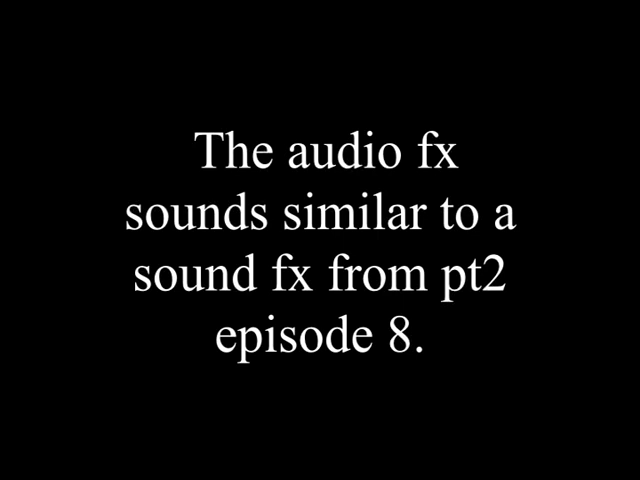 The audio fx
sounds similar to a
sound fx from pt2
episode 8.